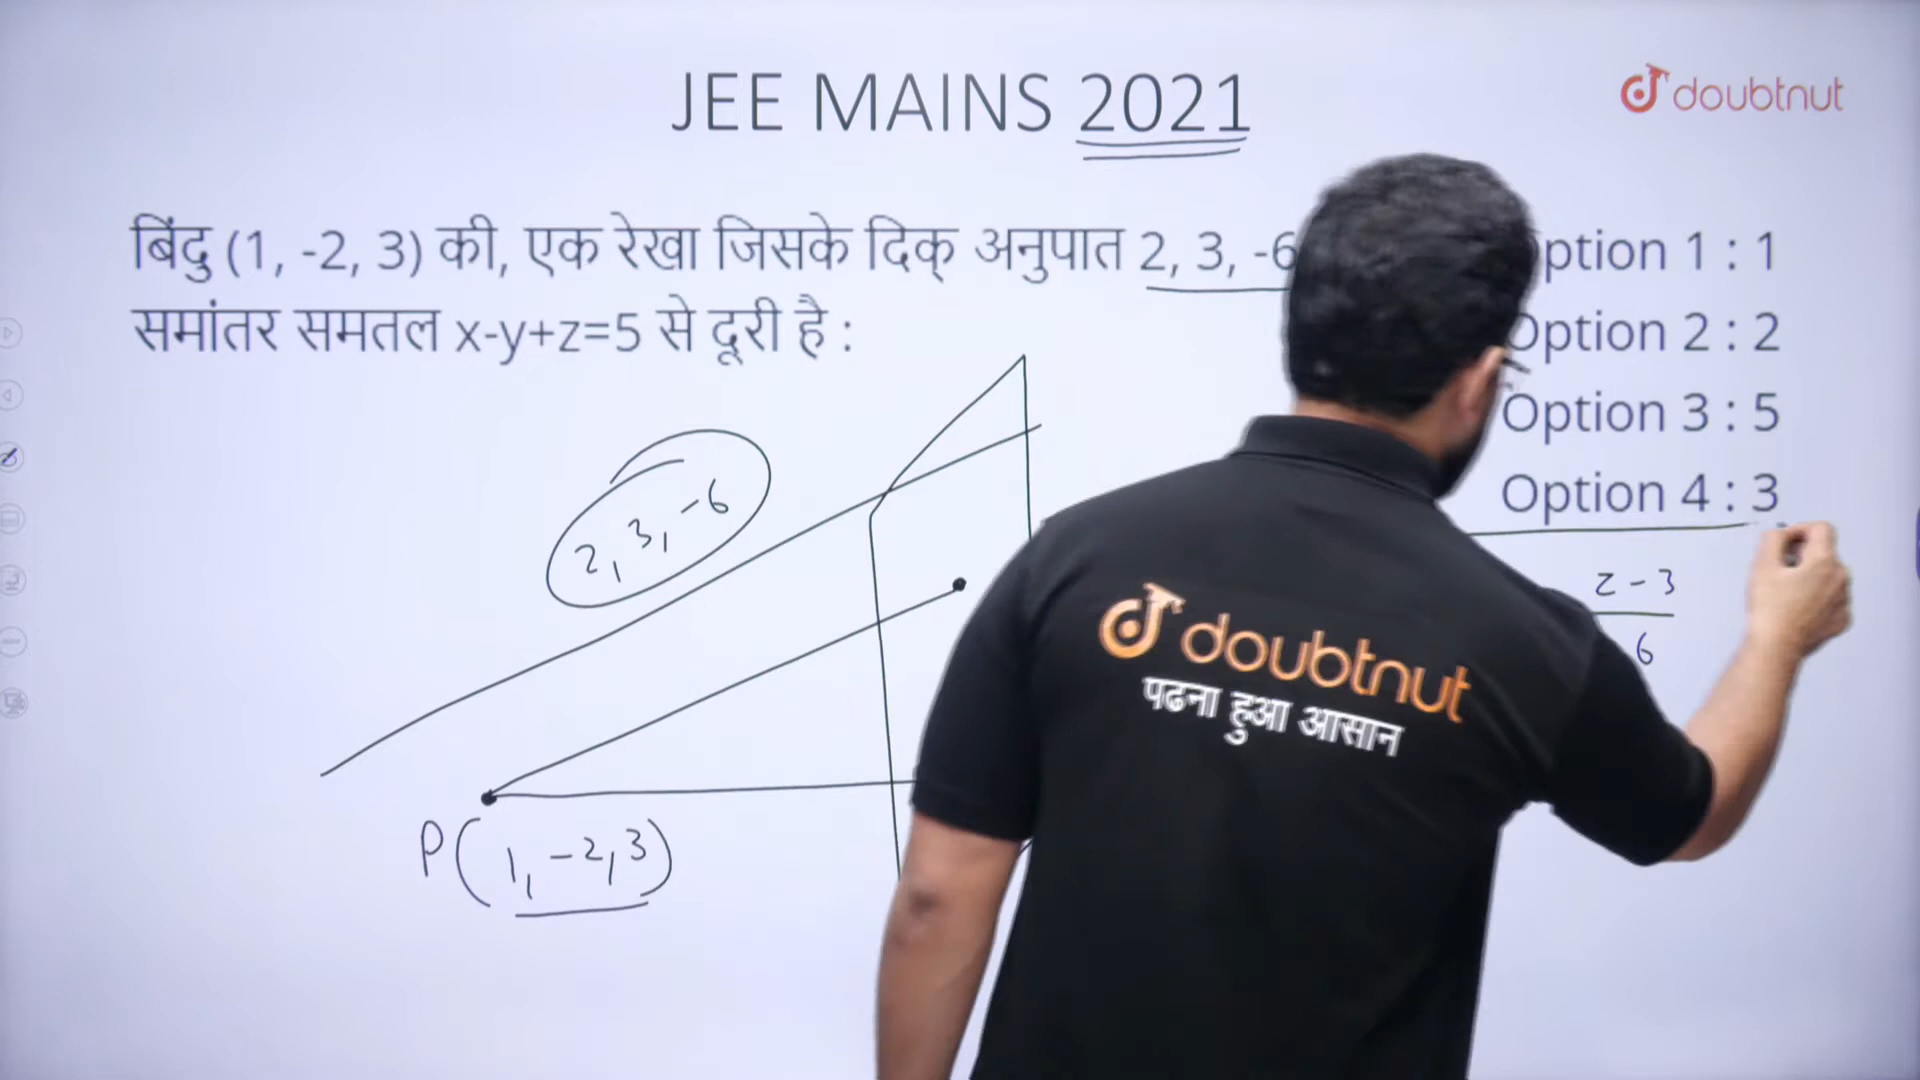 JEE MAINS 2021
doubtnut
बिंदु (1, -2, 3) की, एक रेखा जिसके दिक् अनुपात 2, 3, -6
समांतर समतल x-y+z=5 से दूरी है :
ption 1 : 1
Option 2 : 2
Option 3 : 5
Option 4 : 3
2, 3, -6
z - 3
6
P(1, -2, 3)
doubtnut
पढना हुआ आसान